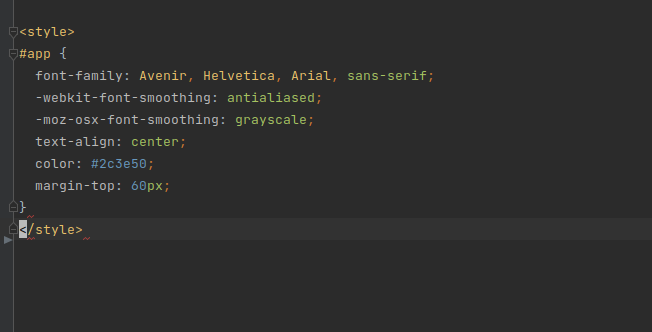 <style>
#app {
  font-family: Avenir, Helvetica, Arial, sans-serif;
  -webkit-font-smoothing: antialiased;
  -moz-osx-font-smoothing: grayscale;
  text-align: center;
  color: #2c3e50;
  margin-top: 60px;
}
</style>